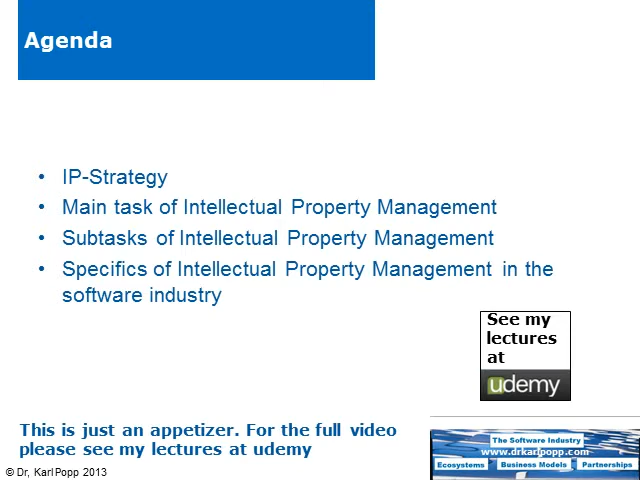 Agenda
• IP-Strategy
• Main task of Intellectual Property Management
• Subtasks of Intellectual Property Management
• Specifics of Intellectual Property Management in the
software industry
See my
lectures
at
udemy
This is just an appetizer. For the full video
please see my lectures at udemy
The Software Industry
www.drkarlpopp.com
Ecosystems Business Models Partnerships
© Dr, Karl Popp 2013